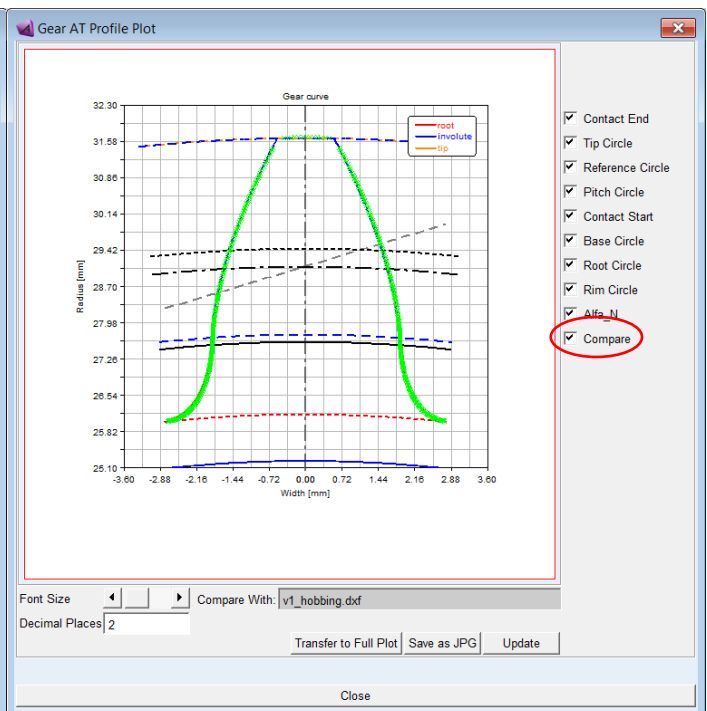 Gear AT Profile Plot
Gear curve
root
involute
tip
32.30
31.58
30.86
30.14
29.42
28.70
27.98
27.26
26.54
25.82
25.10
Radius [mm]
-3.60 -2.88 -2.16 -1.44 -0.72 0.00 0.72 1.44 2.16 2.88 3.60
Width [mm]
Contact End
Tip Circle
Reference Circle
Pitch Circle
Contact Start
Base Circle
Root Circle
Rim Circle
Alfa_N
Compare
Font Size
Compare With: v1_hobbing.dxf
Decimal Places 2
Transfer to Full Plot Save as JPG Update
Close